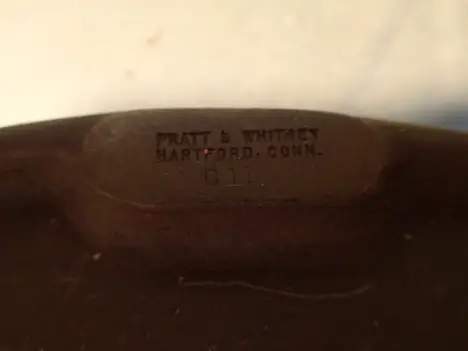 PRATT & WHITNEY
HARTFORD. CONN.